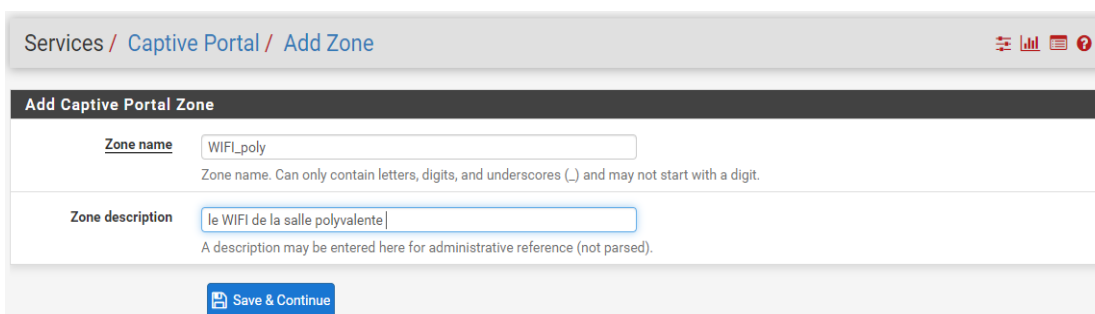 Services / Captive Portal / Add Zone
Add Captive Portal Zone
Zone name WIFI_poly
Zone name. Can only contain letters, digits, and underscores (_) and may not start with a digit.
Zone description le WIFI de la salle polyvalente
A description may be entered here for administrative reference (not parsed).
Save & Continue